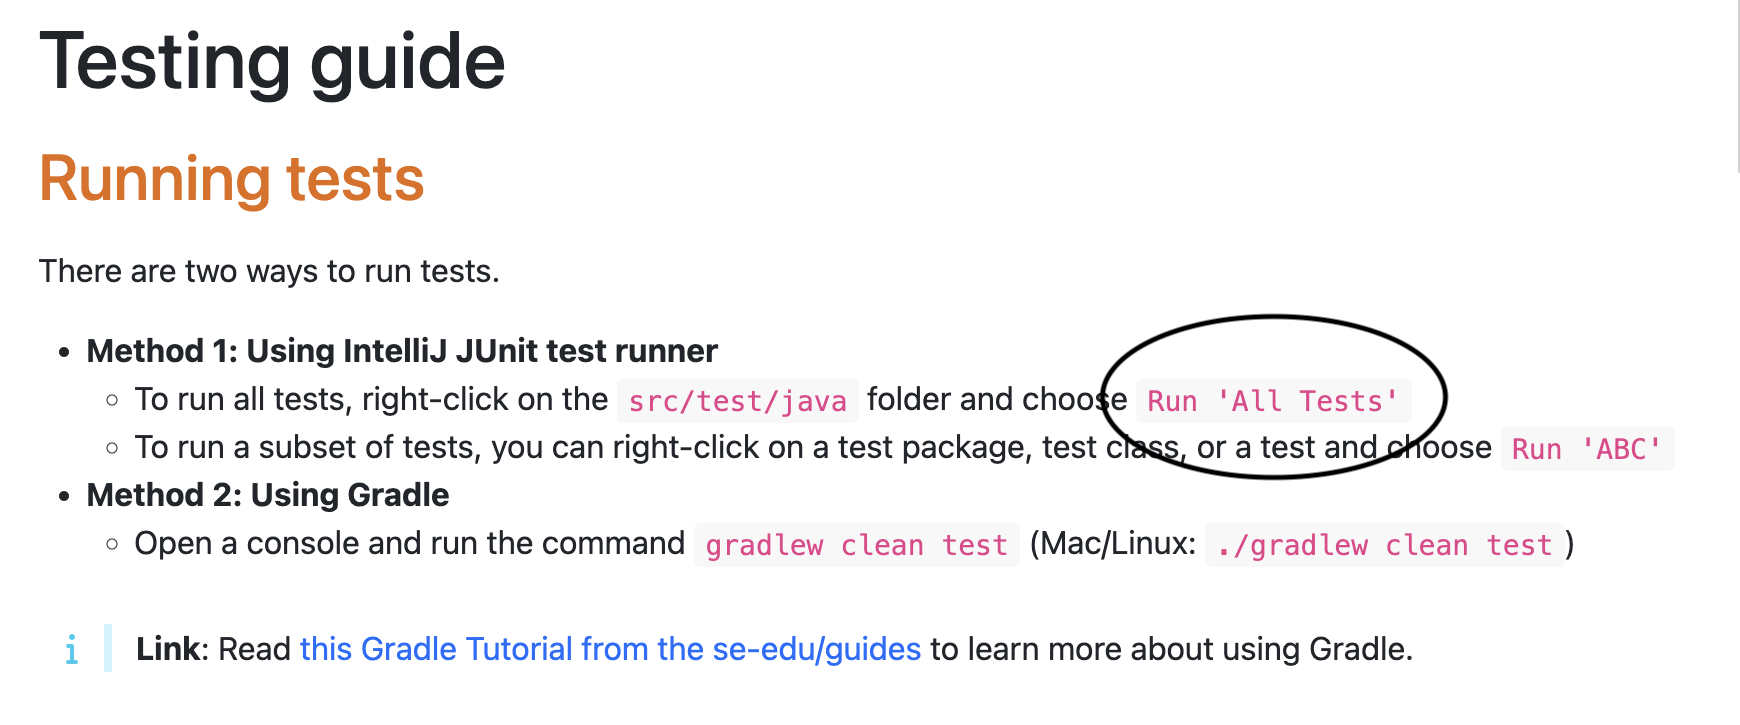 Testing guide
Running tests
There are two ways to run tests.
Method 1: Using IntelliJ JUnit test runner
To run all tests, right-click on the src/test/java folder and choose Run 'All Tests'
To run a subset of tests, you can right-click on a test package, test class, or a test and choose Run 'ABC'
Method 2: Using Gradle
Open a console and run the command gradlew clean test (Mac/Linux: ./gradlew clean test)
Link: Read this Gradle Tutorial from the se-edu/guides to learn more about using Gradle.